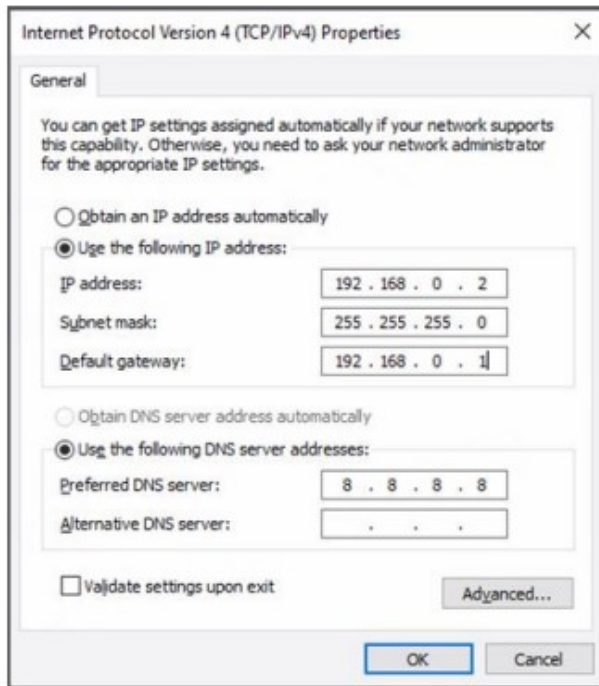 Internet Protocol Version 4 (TCP/IPv4) Properties
General
You can get IP settings assigned automatically if your network supports
this capability. Otherwise, you need to ask your network administrator
for the appropriate IP settings.
Obtain an IP address automatically
Use the following IP address:
IP address: 192 . 168 . 0 . 2
Subnet mask: 255 . 255 . 255 . 0
Default gateway: 192 . 168 . 0 . 1
Obtain DNS server address automatically
Use the following DNS server addresses:
Preferred DNS server: 8 . 8 . 8 . 8
Alternative DNS server: . . .
Validate settings upon exit
Advanced...
OK Cancel